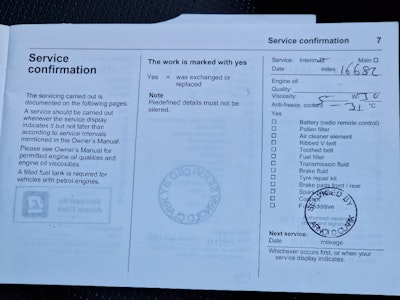 Service confirmation 7
Service
confirmation
The servicing carried out is
documented on the following pages.
A service should be carried out
whenever the service display
indicates it but not later than
according to service intervals
mentioned in the Owner's Manual.
Please see Owner's Manual for
permitted engine oil qualities and
engine oil viscosities.
A filled fuel tank is required for
vehicles with petrol engines.
The work is marked with yes
Yes = was exchanged or
replaced
Note
Predefined details must not be
altered.
Service: Interim ☐ Main ☐
Date miles 16682
Engine oil
Quality:
Viscosity:
Anti-freeze, coolant °C
Yes
☐ Battery (radio remote control)
☐ Pollen filter
☐ Air cleaner element
☐ Ribbed V-belt
☐ Toothed belt
☐ Fuel filter
☐ Transmission fluid
☐ Brake fluid
☐ Tyre repair kit
☐ Brake pads front / rear
☐ Spark
☐
☐
SERVICED BY
ARNOLD CLARK
Next service:
Date mileage
Whichever occurs first, or when your
service display indicates.